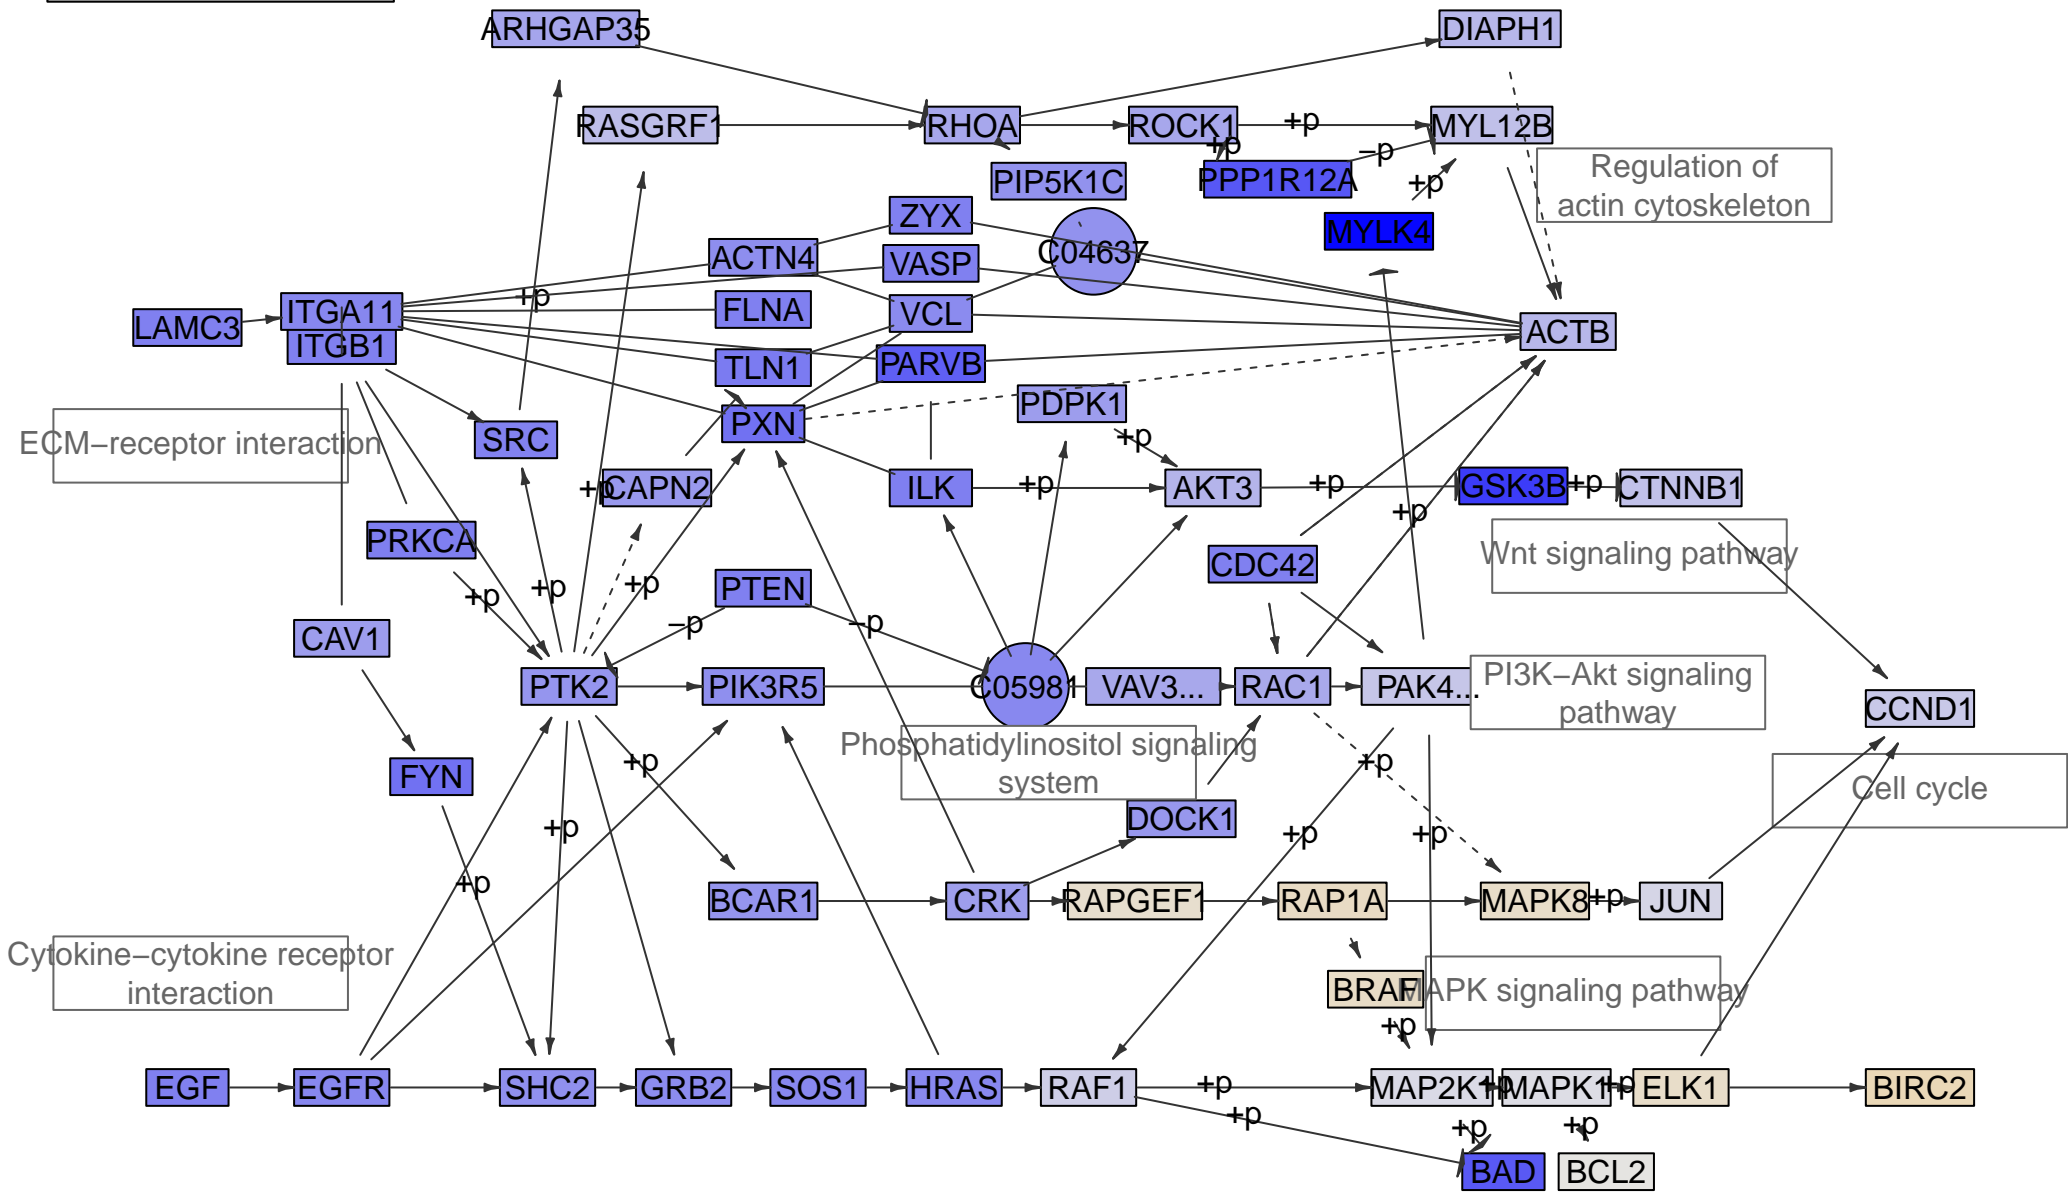 ARHGAP35
DIAPH1
RASGRF1
RHOA
ROCK1
+p
MYL12B
+p
−p
PIP5K1C
PPP1R12A
+p
Regulation of
actin cytoskeleton
ZYX
MYLK4
ACTN4
VASP
C04637
+p
ITGA11
FLNA
VCL
LAMC3
ACTB
ITGB1
TLN1
PARVB
PDPK1
PXN
+p
ECM−receptor interaction
SRC
+p
CAPN2
ILK
+p
AKT3
+p
GSK3B
+p
CTNNB1
+p
PRKCA
Wnt signaling pathway
CDC42
+p
+p
+p
PTEN
−p
−p
CAV1
PTK2
PIK3R5
C05981
VAV3...
RAC1
PAK4...
PI3K−Akt signaling
pathway
CCND1
Phosphatidylinositol signaling
system
+p
+p
FYN
Cell cycle
DOCK1
+p
+p
+p
+p
BCAR1
CRK
RAPGEF1
RAP1A
MAPK8
+p
JUN
Cytokine−cytokine receptor
interaction
BRAF
MAPK signaling pathway
+p
EGF
EGFR
SHC2
GRB2
SOS1
HRAS
RAF1
+p
MAP2K1
+p
MAPK1
+p
ELK1
BIRC2
+p
+p
+p
BAD
BCL2